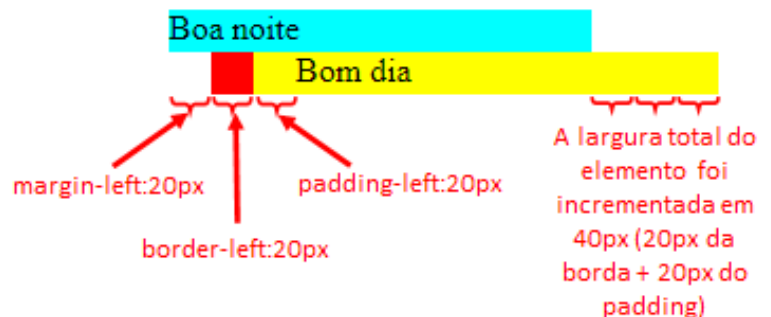 Boa noite
Bom dia
margin-left:20px
border-left:20px
padding-left:20px
A largura total do
elemento foi
incrementada em
40px (20px da
borda + 20px do
padding)